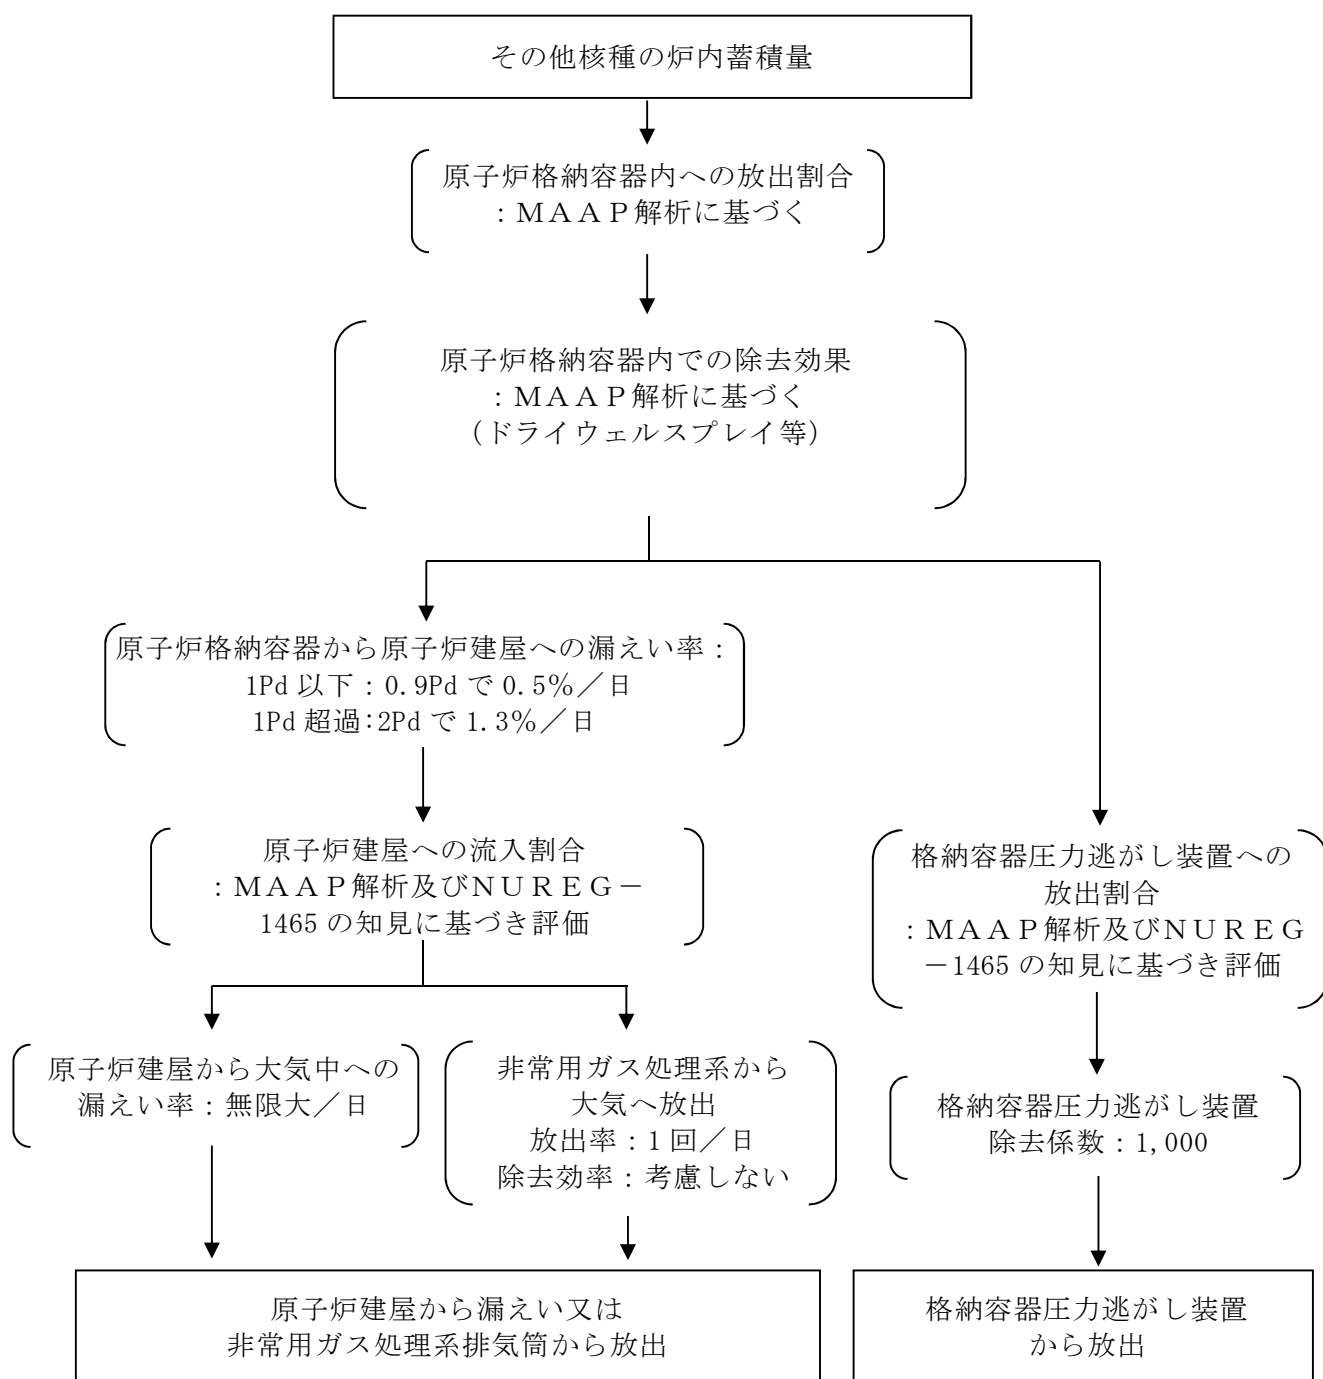 その他核種の炉内蓄積量
原子炉格納容器内への放出割合
：ＭＡＡＰ解析に基づく
原子炉格納容器内での除去効果
：ＭＡＡＰ解析に基づく
（ドライウェルスプレイ等）
原子炉格納容器から原子炉建屋への漏えい率：
1Pd 以下：0.9Pd で 0.5％／日
1Pd 超過：2Pd で 1.3％／日
原子炉建屋への流入割合
：ＭＡＡＰ解析及びＮＵＲＥＧ－
1465 の知見に基づき評価
格納容器圧力逃がし装置への
放出割合
：ＭＡＡＰ解析及びＮＵＲＥＧ
－1465 の知見に基づき評価
原子炉建屋から大気中への
漏えい率：無限大／日
非常用ガス処理系から
大気へ放出
放出率：1 回／日
除去効率：考慮しない
格納容器圧力逃がし装置
除去係数：1,000
原子炉建屋から漏えい又は
非常用ガス処理系排気筒から放出
格納容器圧力逃がし装置
から放出